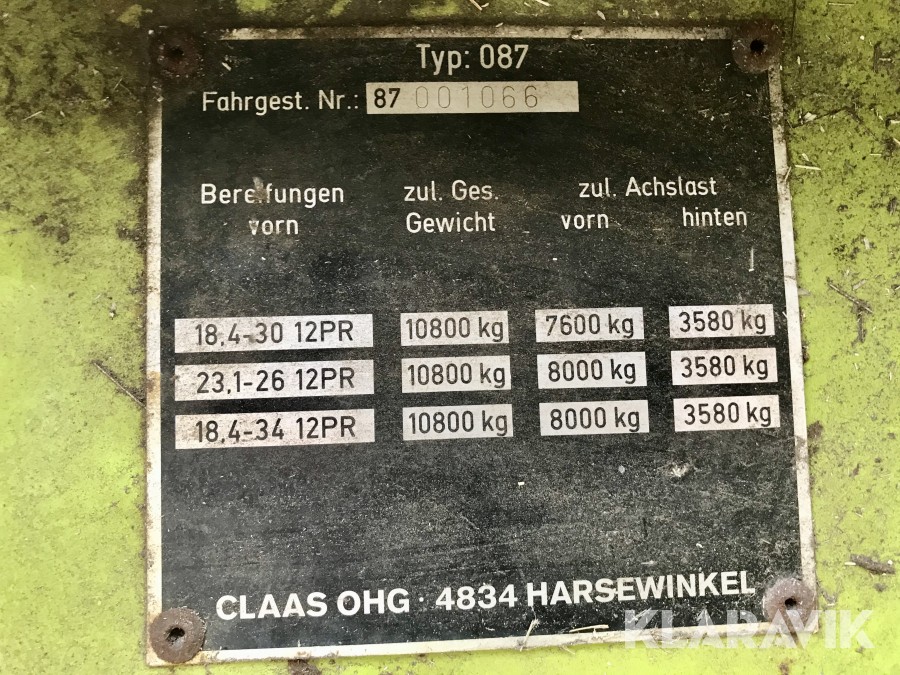 Typ: 087
Fahrgest. Nr.: 87 001066
Bereifungen zul. Ges. zul. Achslast
vorn Gewicht vorn hinten
18,4-30 12PR 10800 kg 7600 kg 3580 kg
23,1-26 12PR 10800 kg 8000 kg 3580 kg
18,4-34 12PR 10800 kg 8000 kg 3580 kg
CLAAS OHG · 4834 HARSEWINKEL
KLARAVIK